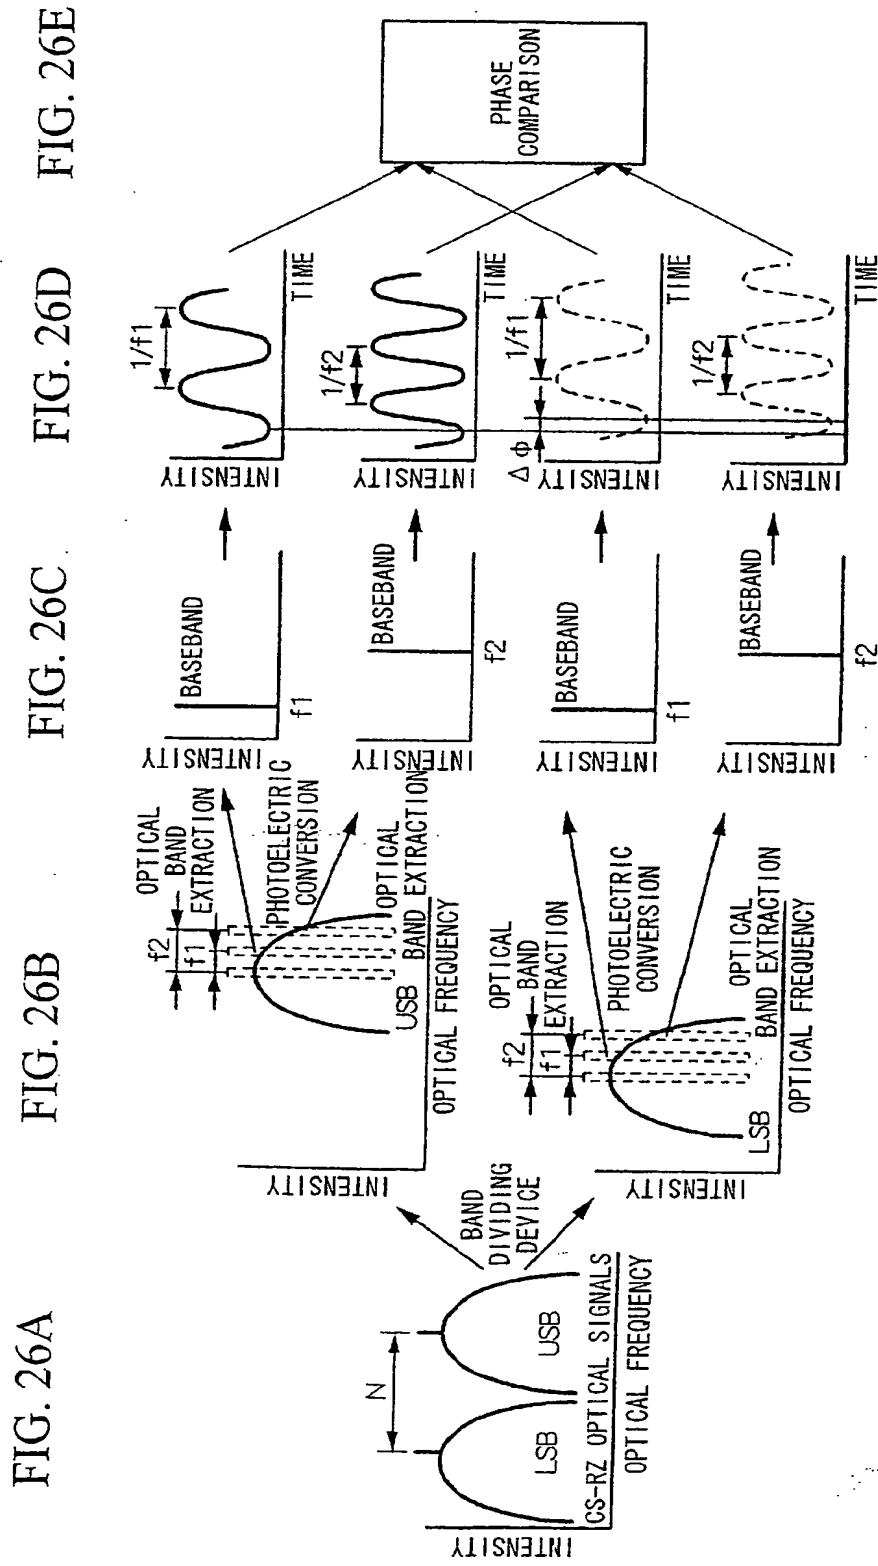 FIG. 26A
INTENSITY
N
LSB
USB
CS-RZ OPTICAL SIGNALS
OPTICAL FREQUENCY
BAND
DIVIDING
DEVICE
FIG. 26B
INTENSITY
f2
f1
OPTICAL
BAND
EXTRACTION
PHOTOELECTRIC
CONVERSION
USB
OPTICAL
BAND EXTRACTION
OPTICAL FREQUENCY
INTENSITY
f2
f1
OPTICAL
BAND
EXTRACTION
PHOTOELECTRIC
CONVERSION
LSB
OPTICAL
BAND EXTRACTION
OPTICAL FREQUENCY
FIG. 26C
INTENSITY
BASEBAND
f1
INTENSITY
BASEBAND
f2
INTENSITY
BASEBAND
f1
INTENSITY
BASEBAND
f2
FIG. 26D
INTENSITY
1/f1
TIME
INTENSITY
1/f2
TIME
Δϕ
INTENSITY
1/f1
TIME
INTENSITY
1/f2
TIME
FIG. 26E
PHASE
COMPARISON